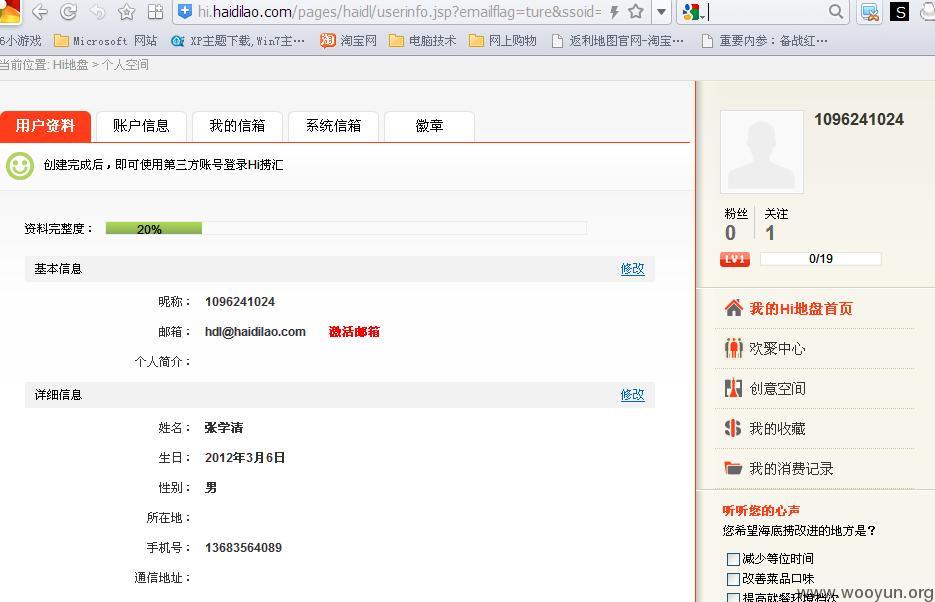 hi.haidilao.com/pages/haidl/userinfo.jsp?emailflag=ture&ssoid=
6小游戏 Microsoft 网站 XP主题下载,Win7主… 淘宝网 电脑技术 网上购物 返利地图官网-淘宝… 重要内参：备战红…
当前位置: Hi地盘 > 个人空间
用户资料 账户信息 我的信箱 系统信箱 徽章
创建完成后，即可使用第三方账号登录Hi捞汇
资料完整度： 20%
基本信息 修改
昵称： 1096241024
邮箱： hdl@haidilao.com 激活邮箱
个人简介：
详细信息 修改
姓名： 张学清
生日： 2012年3月6日
性别： 男
所在地：
手机号： 13683564089
通信地址：
1096241024
粉丝 关注
0 1
LV1 0/19
我的Hi地盘首页
欢聚中心
创意空间
我的收藏
我的消费记录
听听您的心声
您希望海底捞改进的地方是？
减少等位时间
改善菜品口味
提高就餐环境档次
www.wooyun.org